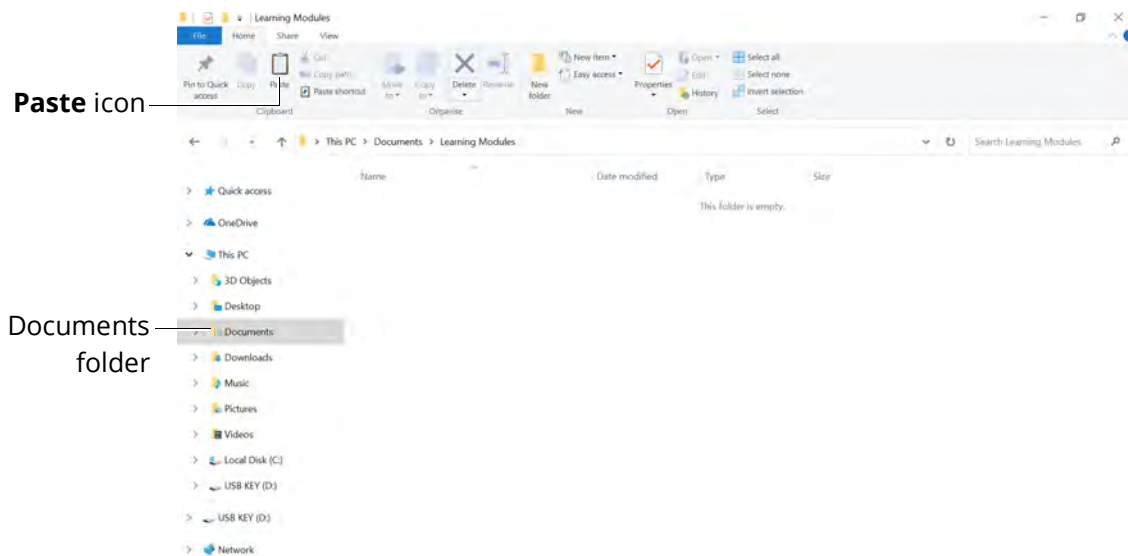 Learning Modules
File Home Share View
Pin to Quick access
Copy
Paste
Cut
Copy path
Paste shortcut
Move to
Copy to
Delete
Rename
New folder
New item
Easy access
Properties
Open
Edit
History
Select all
Select none
Invert selection
Clipboard Organise New Open Select
Paste icon
> This PC > Documents > Learning Modules
Search Learning Modules
Name Date modified Type Size
This folder is empty.
Quick access
OneDrive
This PC
3D Objects
Desktop
Documents
Documents folder
Downloads
Music
Pictures
Videos
Local Disk (C:)
USB KEY (D:)
USB KEY (D:)
Network